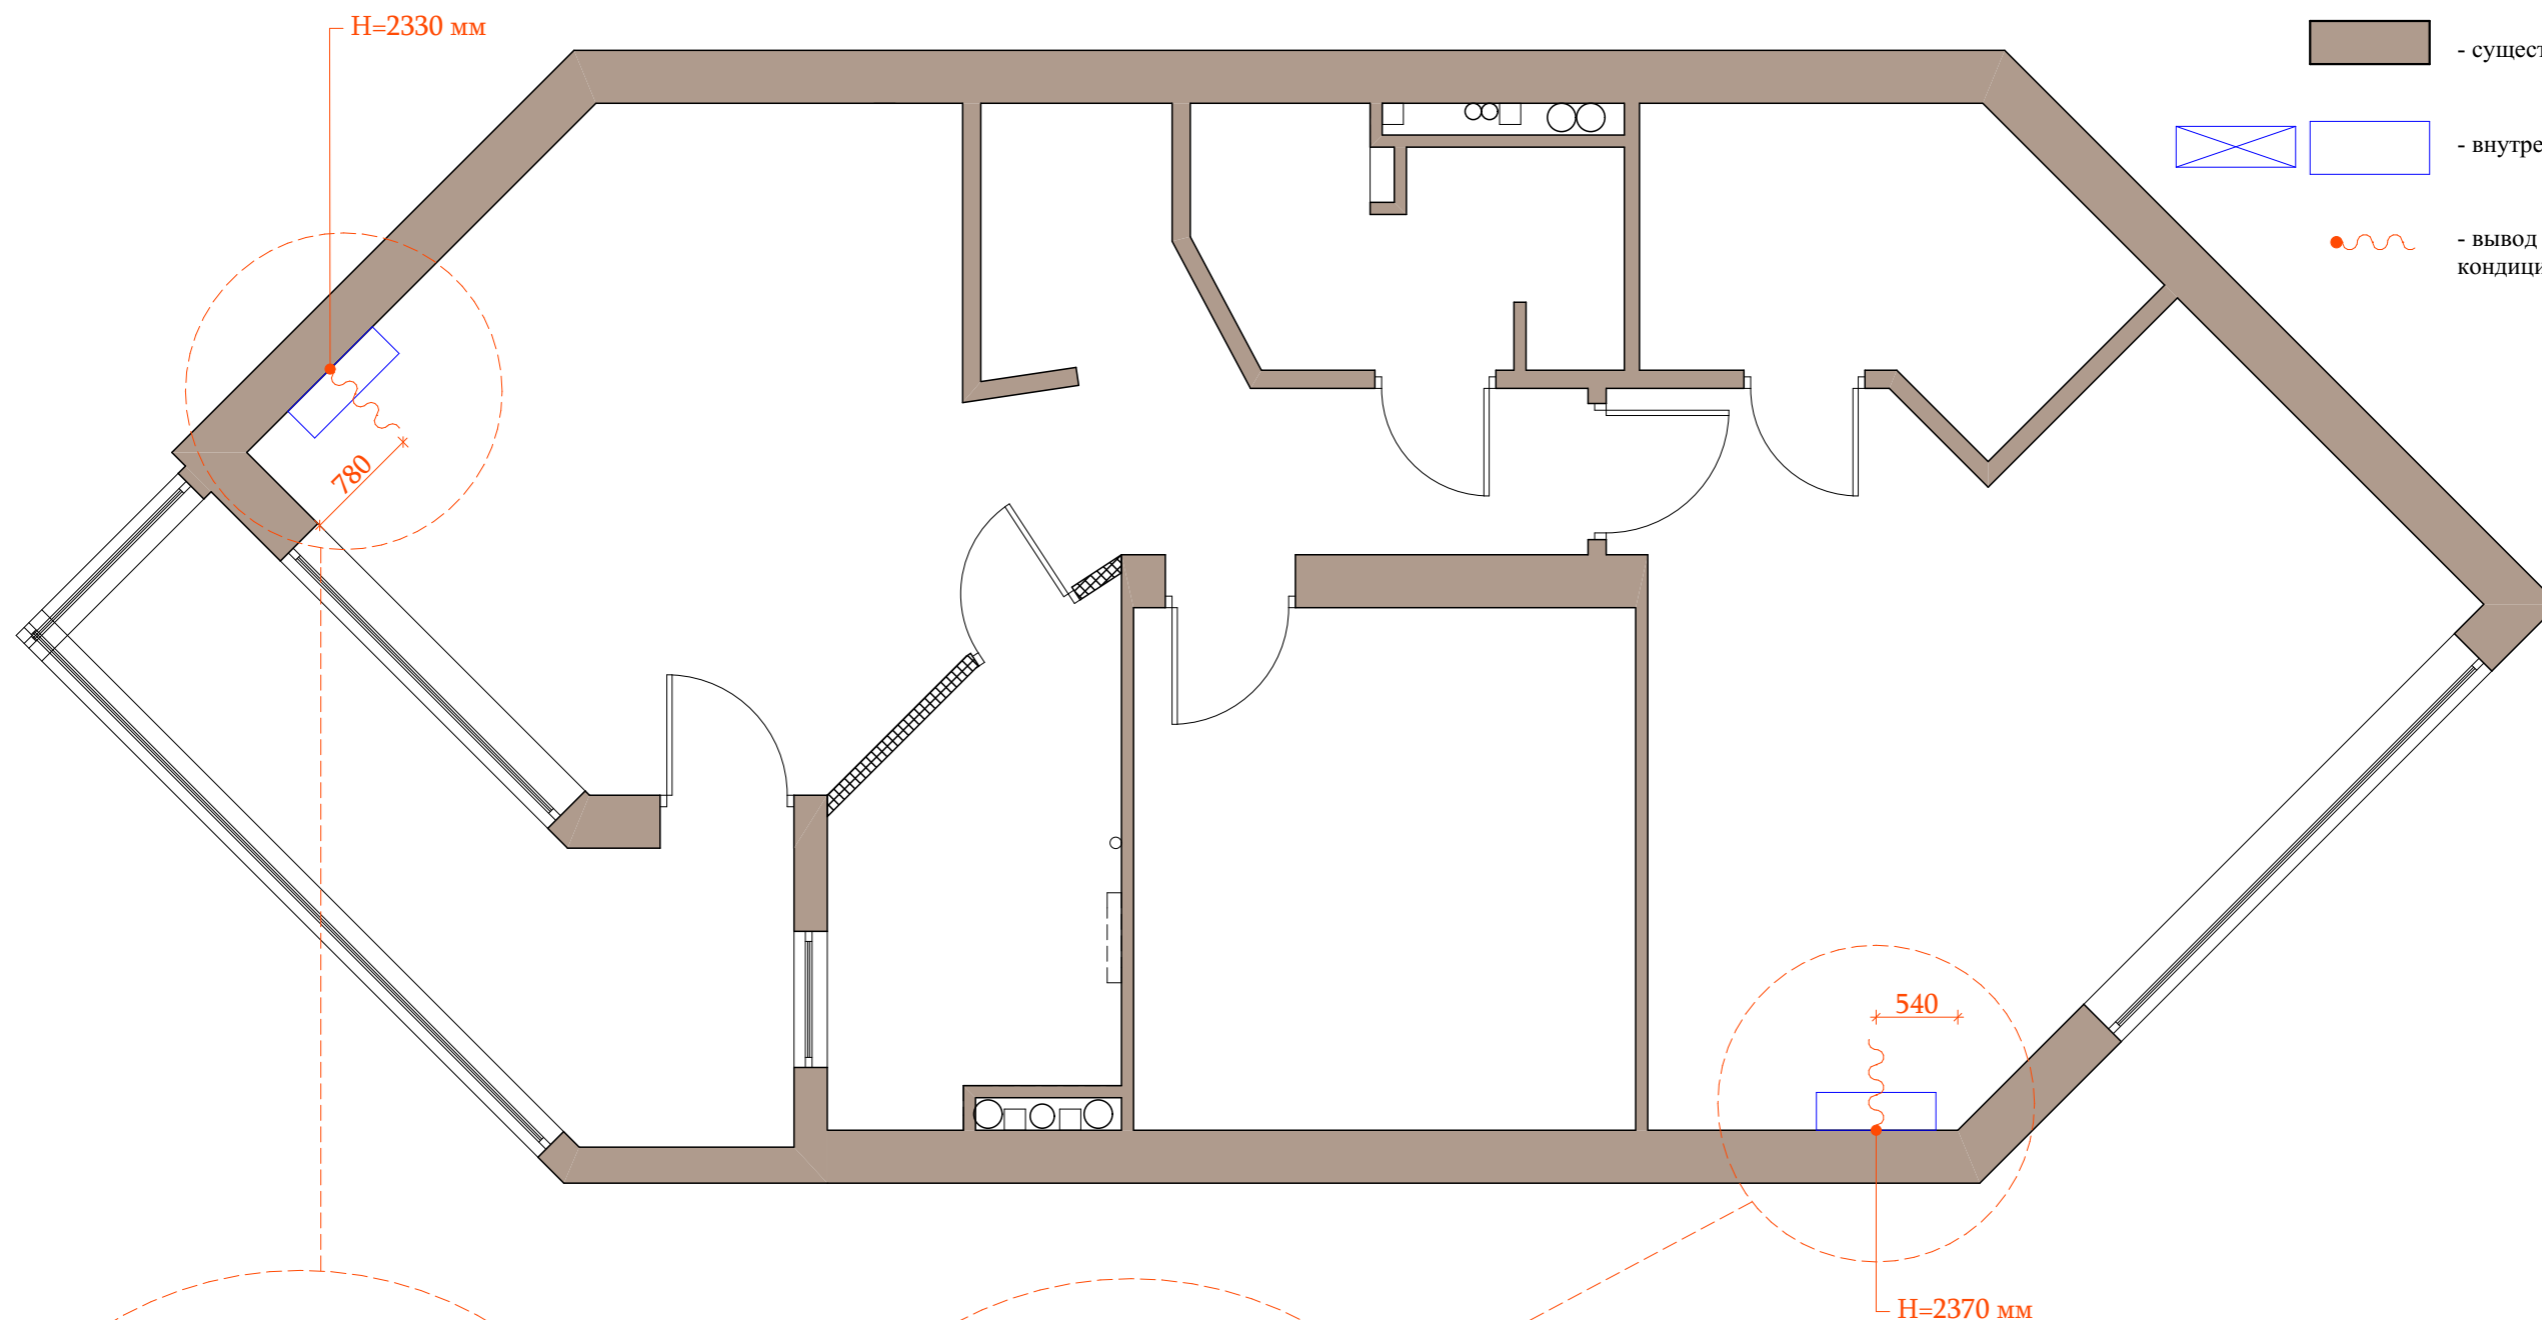 H=2330 мм
- сущест
- внутре
- вывод
кондици
780
540
H=2370 мм